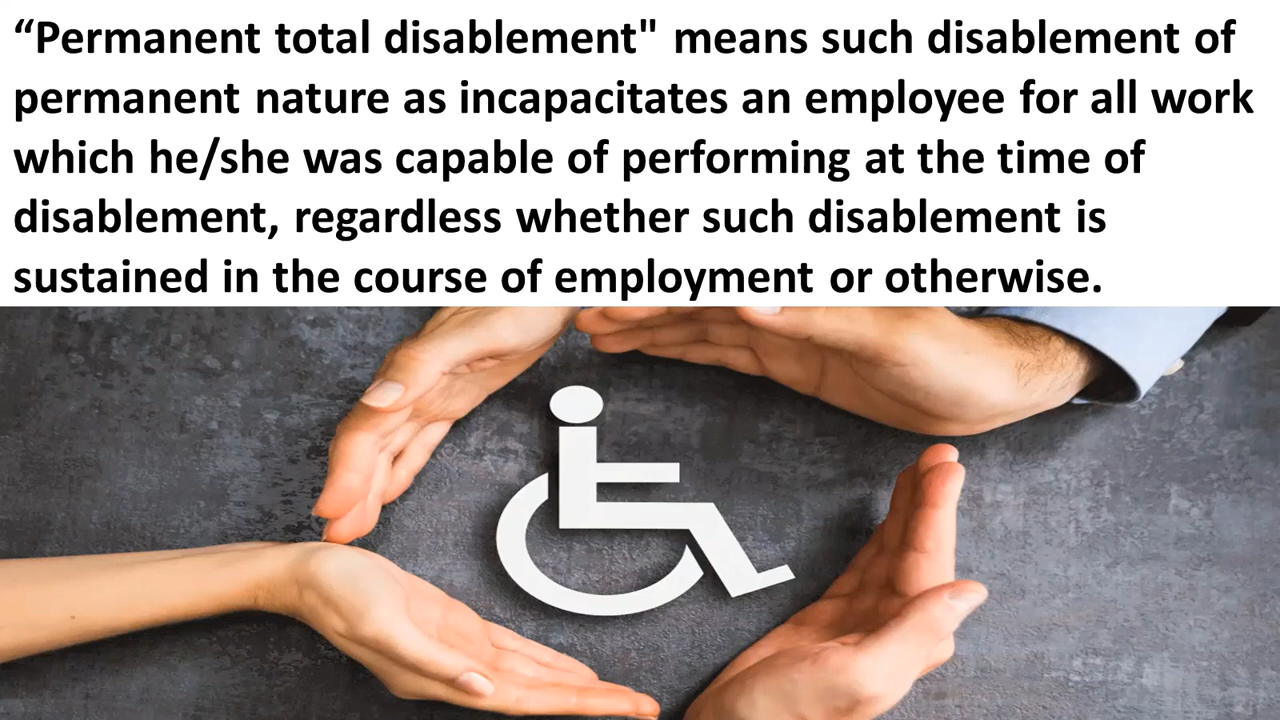 “Permanent total disablement" means such disablement of
permanent nature as incapacitates an employee for all work
which he/she was capable of performing at the time of
disablement, regardless whether such disablement is
sustained in the course of employment or otherwise.